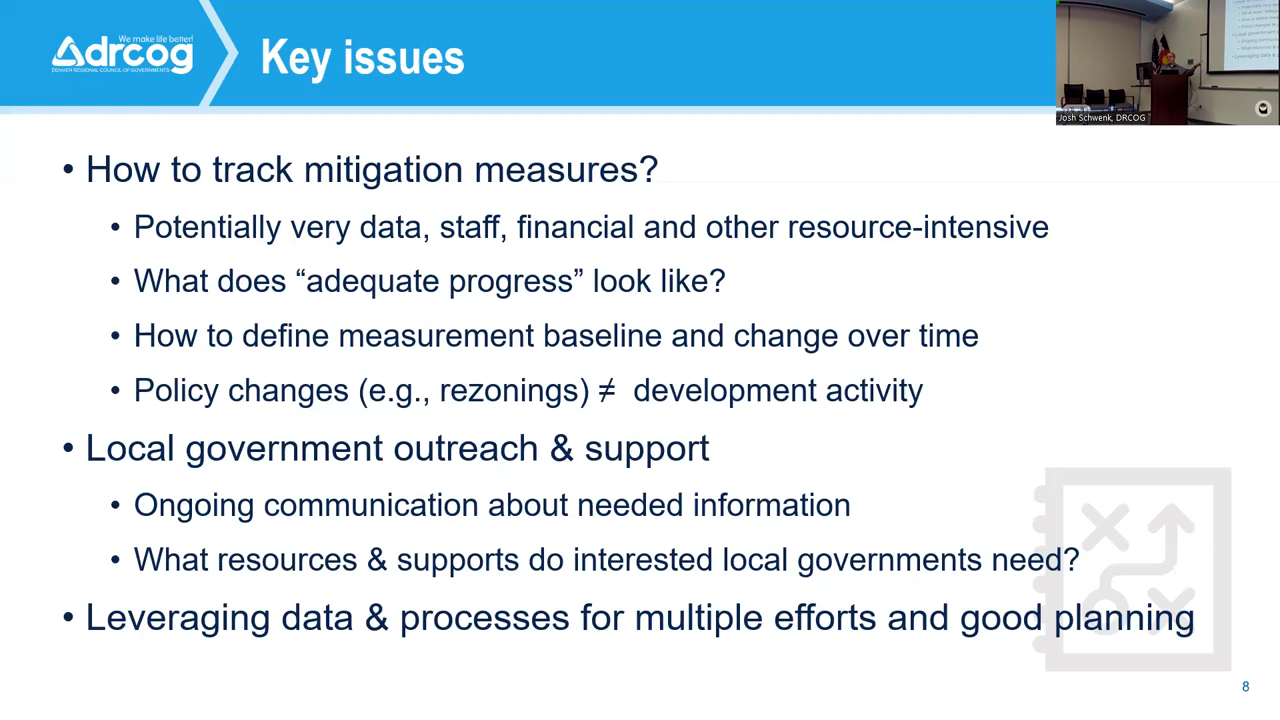 We make life better!
drcog
DENVER REGIONAL COUNCIL OF GOVERNMENTS
Key issues
Josh Schwenk, DRCOG
• How to track mitigation measures?
• Potentially very data, staff, financial and other resource-intensive
• What does “adequate progress” look like?
• How to define measurement baseline and change over time
• Policy changes (e.g., rezonings) ≠ development activity
• Local government outreach & support
• Ongoing communication about needed information
• What resources & supports do interested local governments need?
• Leveraging data & processes for multiple efforts and good planning
8